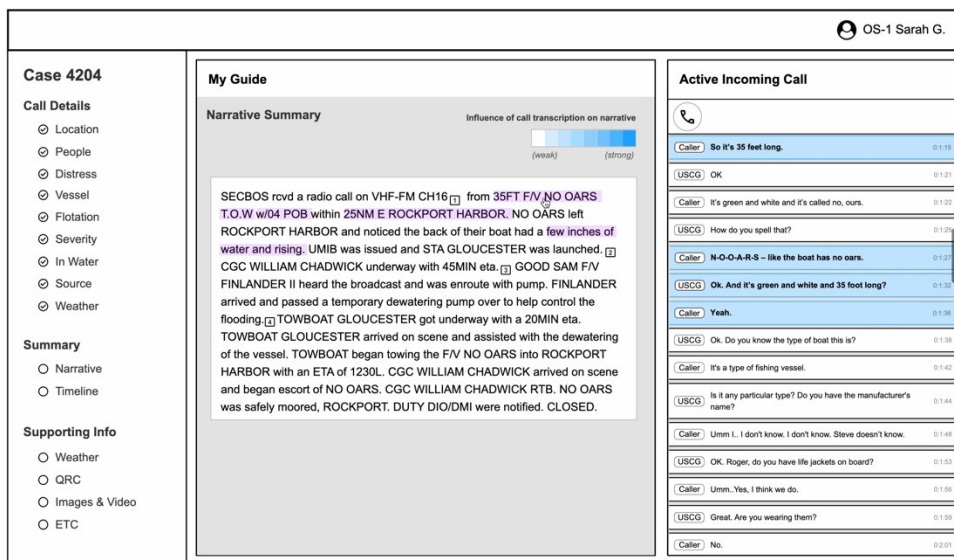 OS-1 Sarah G.
Case 4204
Call Details
Location
People
Distress
Vessel
Flotation
Severity
In Water
Source
Weather
Summary
Narrative
Timeline
Supporting Info
Weather
QRC
Images & Video
ETC
My Guide
Narrative Summary
Influence of call transcription on narrative
(weak) (strong)
SECBOS rcvd a radio call on VHF-FM CH16 1 from 35FT F/V NO OARS
T.O.W w/04 POB within 25NM E ROCKPORT HARBOR. NO OARS left
ROCKPORT HARBOR and noticed the back of their boat had a few inches of
water and rising. UMIB was issued and STA GLOUCESTER was launched. 2
CGC WILLIAM CHADWICK underway with 45MIN eta. 3 GOOD SAM F/V
FINLANDER II heard the broadcast and was enroute with pump. FINLANDER
arrived and passed a temporary dewatering pump over to help control the
flooding. 4 TOWBOAT GLOUCESTER got underway with a 20MIN eta.
TOWBOAT GLOUCESTER arrived on scene and assisted with the dewatering
of the vessel. TOWBOAT began towing the F/V NO OARS into ROCKPORT
HARBOR with an ETA of 1230L. CGC WILLIAM CHADWICK arrived on scene
and began escort of NO OARS. CGC WILLIAM CHADWICK RTB. NO OARS
was safely moored, ROCKPORT. DUTY DIO/DMI were notified. CLOSED.
Active Incoming Call
Caller So it's 35 feet long. 0:1:19
USCG OK 0:1:21
Caller It's green and white and it's called no, ours. 0:1:22
USCG How do you spell that? 0:1:25
Caller N-O-O-A-R-S – like the boat has no oars. 0:1:27
USCG Ok. And it's green and white and 35 foot long? 0:1:32
Caller Yeah. 0:1:36
USCG Ok. Do you know the type of boat this is? 0:1:38
Caller It's a type of fishing vessel. 0:1:42
USCG Is it any particular type? Do you have the manufacturer's
name? 0:1:44
Caller Umm I.. I don't know. I don't know. Steve doesn't know. 0:1:48
USCG OK. Roger, do you have life jackets on board? 0:1:53
Caller Umm..Yes, I think we do. 0:1:56
USCG Great. Are you wearing them? 0:1:59
Caller No. 0:2:01